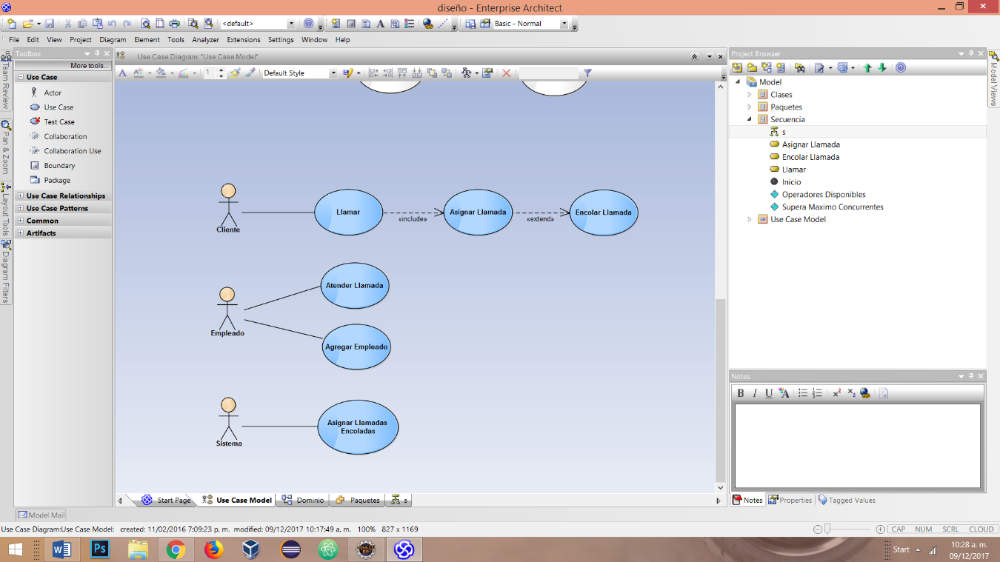 diseño - Enterprise Architect
<default>
Basic - Normal
File Edit View Project Diagram Element Tools Analyzer Extensions Settings Window Help
Toolbox
More tools...
Use Case
Actor
Use Case
Test Case
Collaboration
Collaboration Use
Boundary
Package
Use Case Relationships
Use Case Patterns
Common
Artifacts
Team Review
Pan & Zoom
Layout Tools
Diagram Filters
Use Case Diagram: "Use Case Model"
1
Default Style
Cliente
Llamar
«include»
Asignar Llamada
«extend»
Encolar Llamada
Empleado
Atender Llamada
Agregar Empleado
Sistema
Asignar Llamadas
Encoladas
Start Page
Use Case Model
Dominio
Paquetes
s
Project Browser
Model
Clases
Paquetes
Secuencia
s
Asignar Llamada
Encolar Llamada
Llamar
Inicio
Operadores Disponibles
Supera Maximo Concurrentes
Use Case Model
Model Views
Notes
B I U A
Notes Properties Tagged Values
Model Mail
Use Case Diagram:Use Case Model: created: 11/02/2016 7:09:23 p. m. modified: 09/12/2017 10:17:49 a. m. 100% 827 x 1169
CAP NUM SCRL CLOUD
Ps
Start
10:28 a. m.
09/12/2017